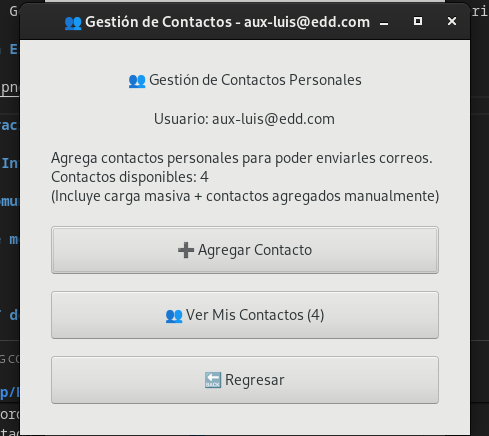 👥 Gestión de Contactos - aux-luis@edd.com
👥 Gestión de Contactos Personales
Usuario: aux-luis@edd.com
Agrega contactos personales para poder enviarles correos.
Contactos disponibles: 4
(Incluye carga masiva + contactos agregados manualmente)
➕ Agregar Contacto
👥 Ver Mis Contactos (4)
🔙 Regresar